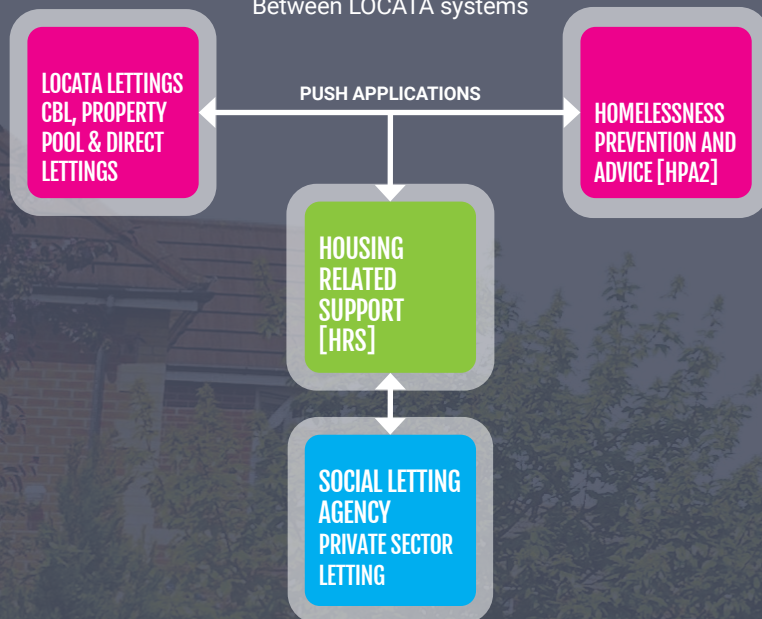 Between LOCATA systems
LOCATA LETTINGS
CBL, PROPERTY
POOL & DIRECT
LETTINGS
PUSH APPLICATIONS
HOMELESSNESS
PREVENTION AND
ADVICE [HPA2]
HOUSING
RELATED
SUPPORT
[HRS]
SOCIAL LETTING
AGENCY
PRIVATE SECTOR
LETTING